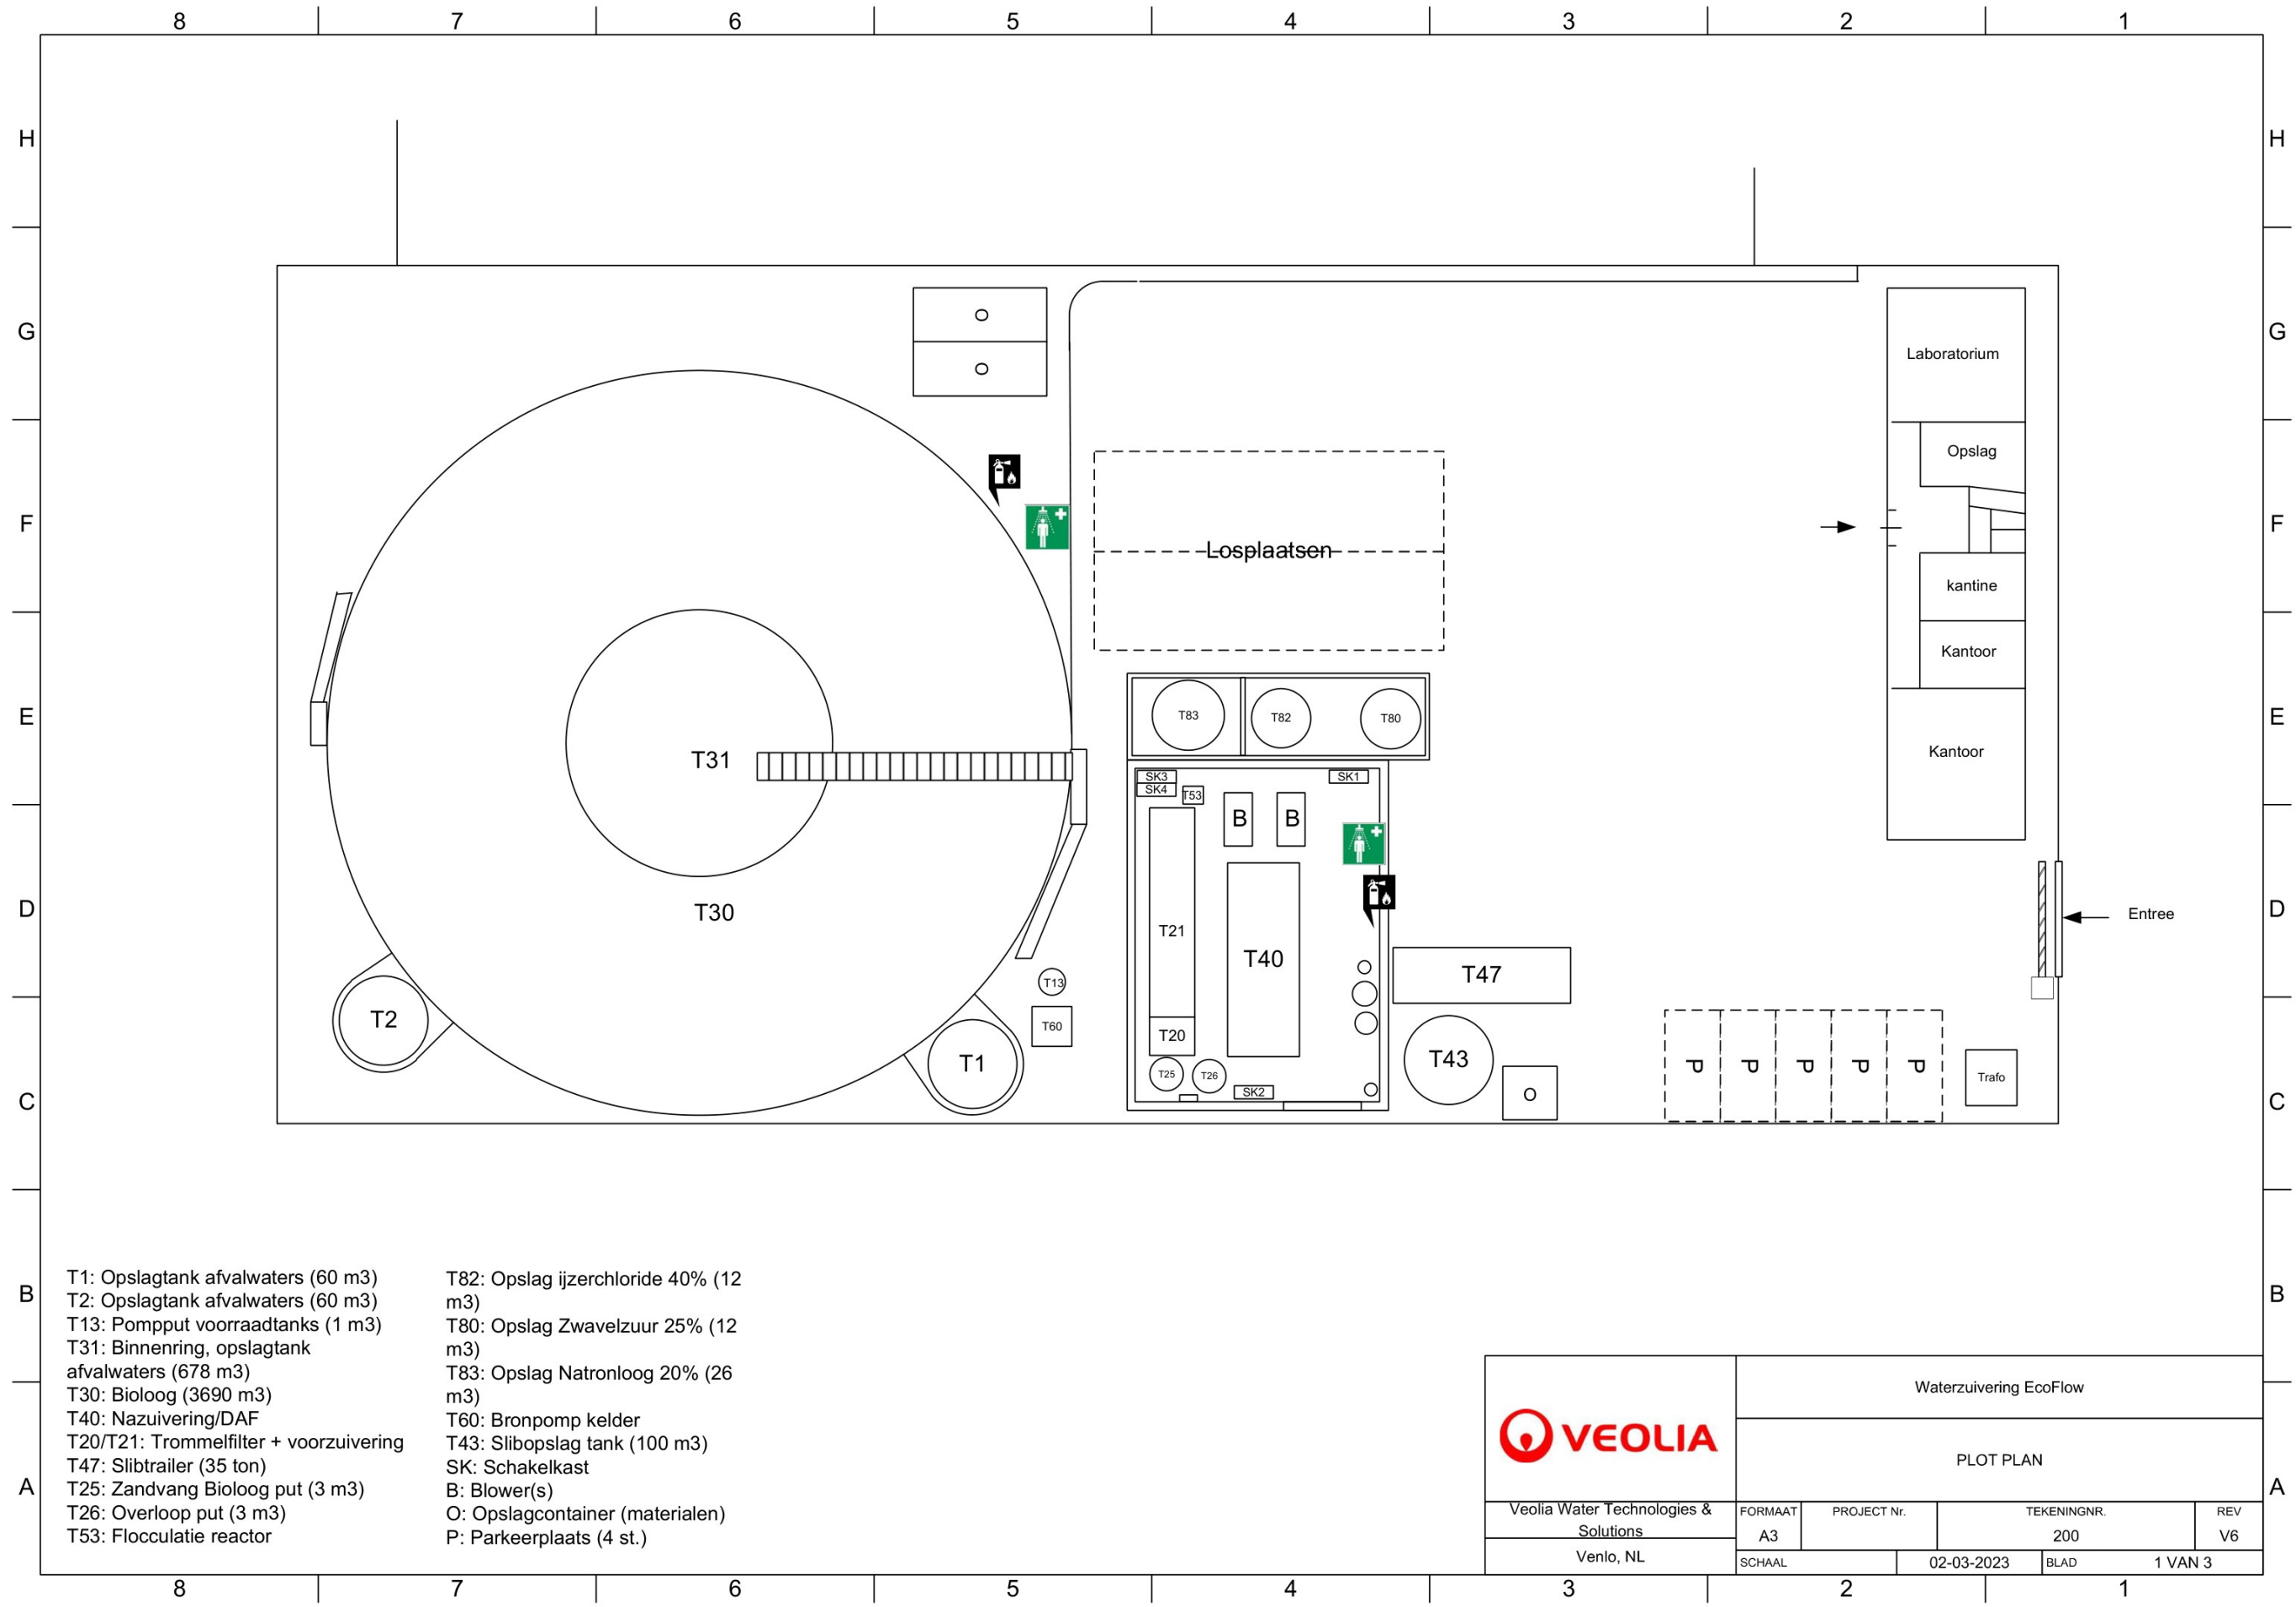 8 7 6 5 4 3 2 1
H H
G G
O
O
Laboratorium
Opslag
F F
Losplaatsen
kantine
Kantoor
E E
T83 T82 T80
Kantoor
T31
SK3 SK1
SK4
T53
B B
D D
T30
Entree
T21
T40
T47
T13
T2
T60
T1
T20
T43
T25 T26
SK2
O
P P P P P
Trafo
C C
B B
T1: Opslagtank afvalwaters (60 m3)
T2: Opslagtank afvalwaters (60 m3)
T13: Pompput voorraadtanks (1 m3)
T31: Binnenring, opslagtank
afvalwaters (678 m3)
T30: Bioloog (3690 m3)
T40: Nazuivering/DAF
T20/T21: Trommelfilter + voorzuivering
T47: Slibtrailer (35 ton)
T25: Zandvang Bioloog put (3 m3)
T26: Overloop put (3 m3)
T53: Flocculatie reactor
T82: Opslag ijzerchloride 40% (12
m3)
T80: Opslag Zwavelzuur 25% (12
m3)
T83: Opslag Natronloog 20% (26
m3)
T60: Bronpomp kelder
T43: Slibopslag tank (100 m3)
SK: Schakelkast
B: Blower(s)
O: Opslagcontainer (materialen)
P: Parkeerplaats (4 st.)
A A
VEOLIA
Waterzuivering EcoFlow
PLOT PLAN
Veolia Water Technologies &
Solutions
Venlo, NL
FORMAAT PROJECT Nr. TEKENINGNR. REV
A3 200 V6
SCHAAL 02-03-2023 BLAD 1 VAN 3
8 7 6 5 4 3 2 1